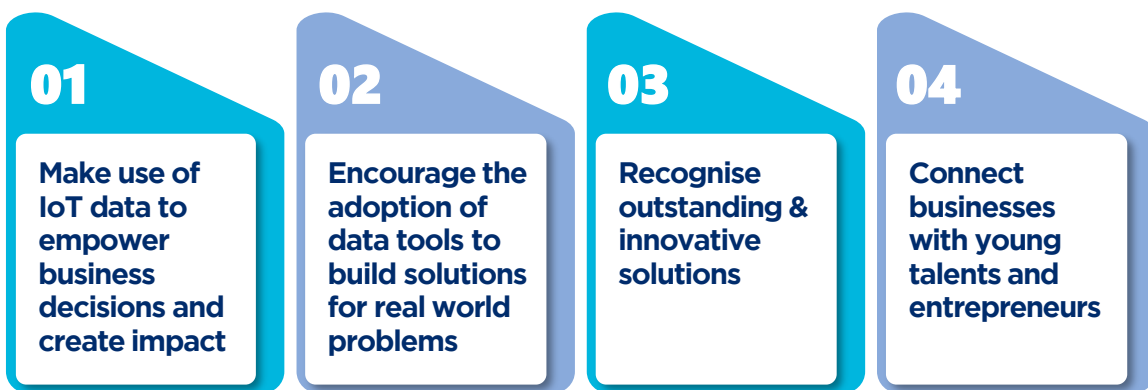 01
Make use of
IoT data to
empower
business
decisions and
create impact
02
Encourage the
adoption of
data tools to
build solutions
for real world
problems
03
Recognise
outstanding &
innovative
solutions
04
Connect
businesses
with young
talents and
entrepreneurs